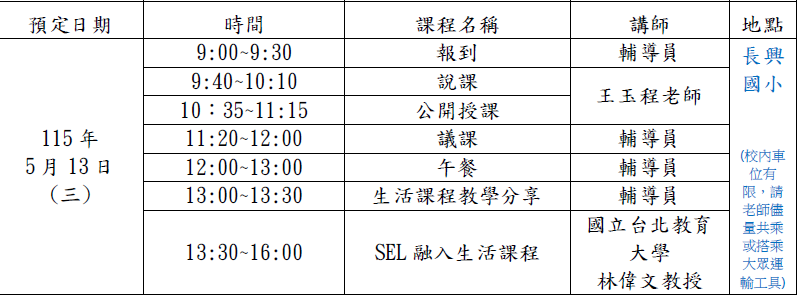 預定日期 時間 課程名稱 講師 地點
115年
5月13日
(三)
9:00~9:30 報到 輔導員
9:40~10:10 說課
王玉程老師
10：35~11:15 公開授課
11:20~12:00 議課 輔導員
12:00~13:00 午餐 輔導員
13:00~13:30 生活課程教學分享 輔導員
13:30~16:00 SEL 融入生活課程
國立台北教育
大學
林偉文教授
長興
國小
(校內車
位有
限，請
老師儘
量共乘
或搭乘
大眾運
輸工具)